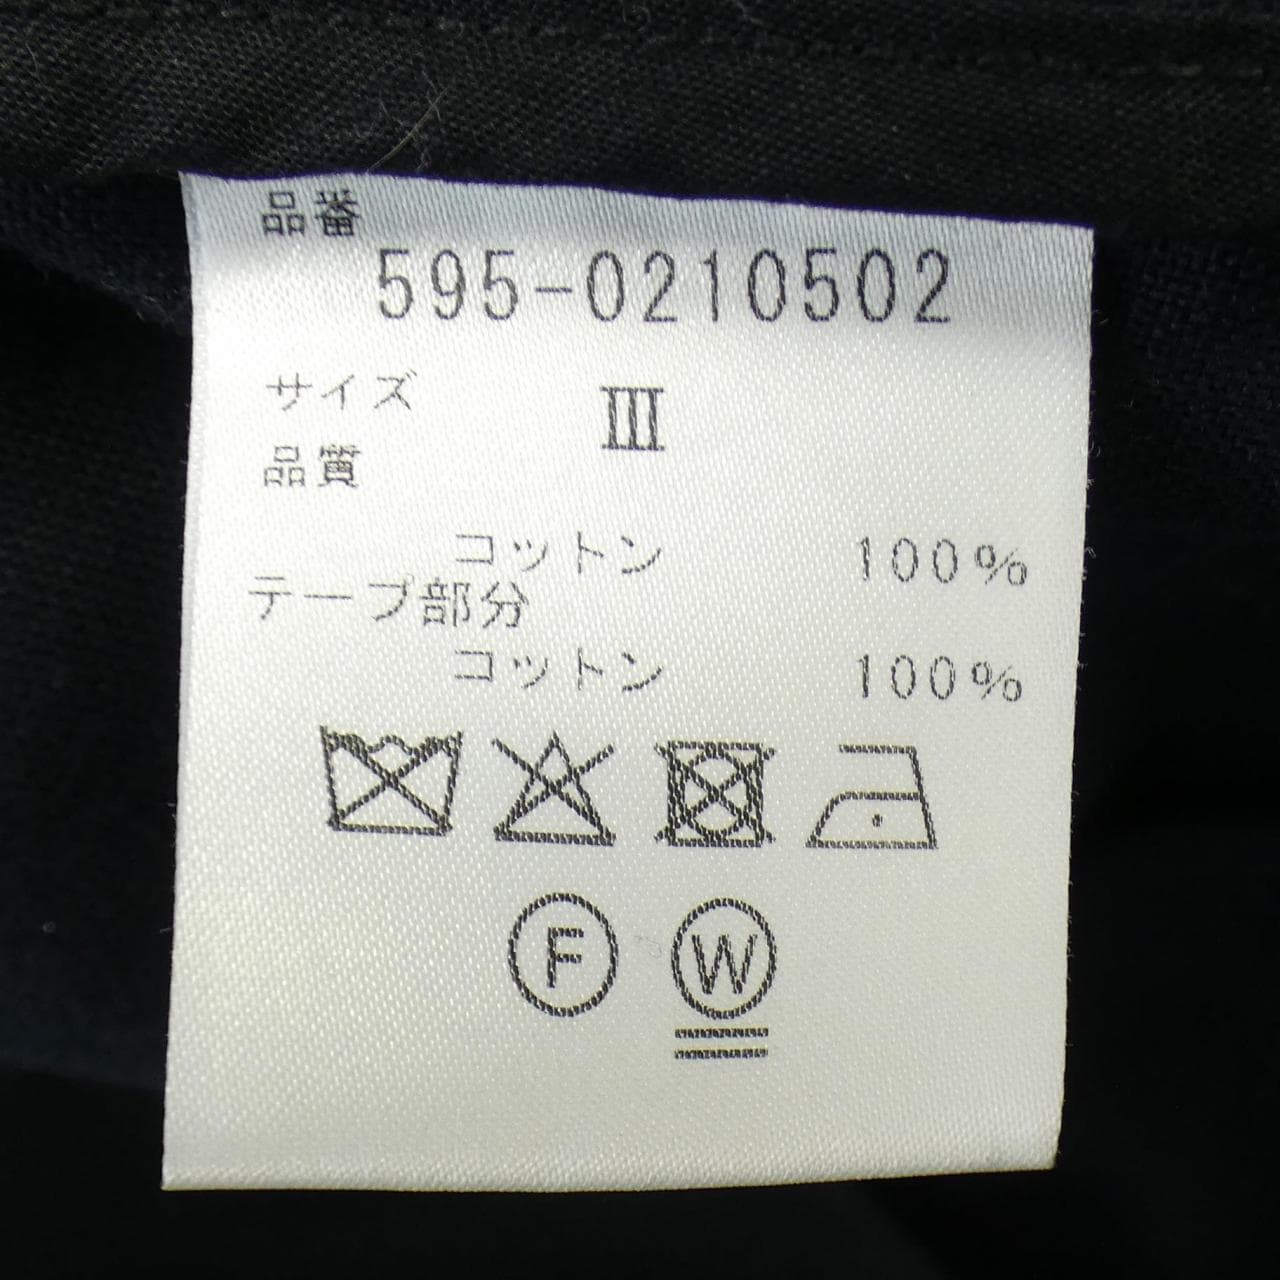 品番
595-0210502
サイズ Ⅲ
品質
コットン 100%
テープ部分
コットン 100%
F W